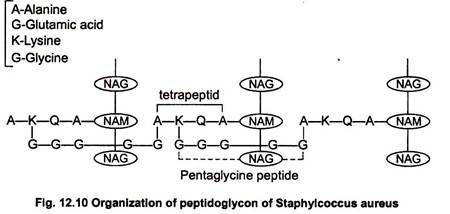 A-Alanine
G-Glutamic acid
K-Lysine
G-Glycine
NAG NAG NAG
tetrapeptid
A-K-Q-A-NAM A-K-Q-A-NAM A-K-Q-A-NAM
G-G-G-G-G G-G-G-G-G
NAG NAG NAG
Pentaglycine peptide
Fig. 12.10 Organization of peptidoglycon of Staphylcoccus aureus